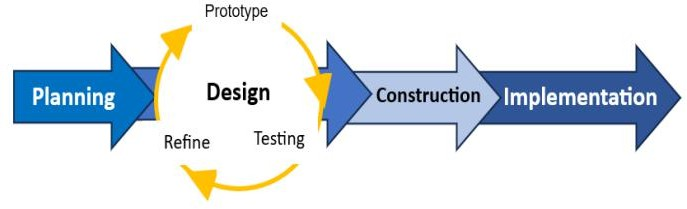 Prototype
Planning
Design
Construction
Implementation
Refine
Testing